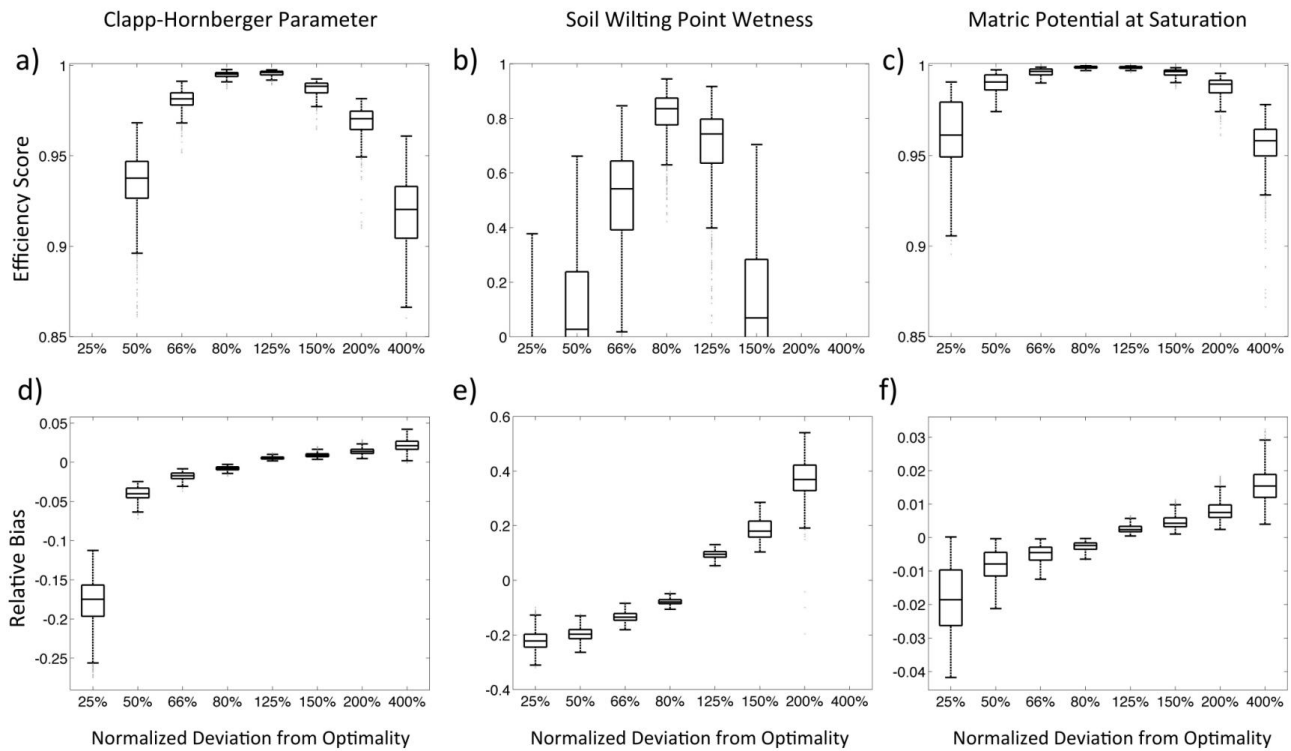 Clapp-Hornberger Parameter Soil Wilting Point Wetness Matric Potential at Saturation
a) b) c)
Efficiency Score
1 0.95 0.9 0.85
25% 50% 66% 80% 125% 150% 200% 400%
1 0.8 0.6 0.4 0.2 0
25% 50% 66% 80% 125% 150% 200% 400%
1 0.95 0.9 0.85
25% 50% 66% 80% 125% 150% 200% 400%
d) e) f)
Relative Bias
0.05 0 -0.05 -0.1 -0.15 -0.2 -0.25
25% 50% 66% 80% 125% 150% 200% 400%
0.6 0.4 0.2 0 -0.2 -0.4
25% 50% 66% 80% 125% 150% 200% 400%
0.03 0.02 0.01 0 -0.01 -0.02 -0.03 -0.04
25% 50% 66% 80% 125% 150% 200% 400%
Normalized Deviation from Optimality Normalized Deviation from Optimality Normalized Deviation from Optimality